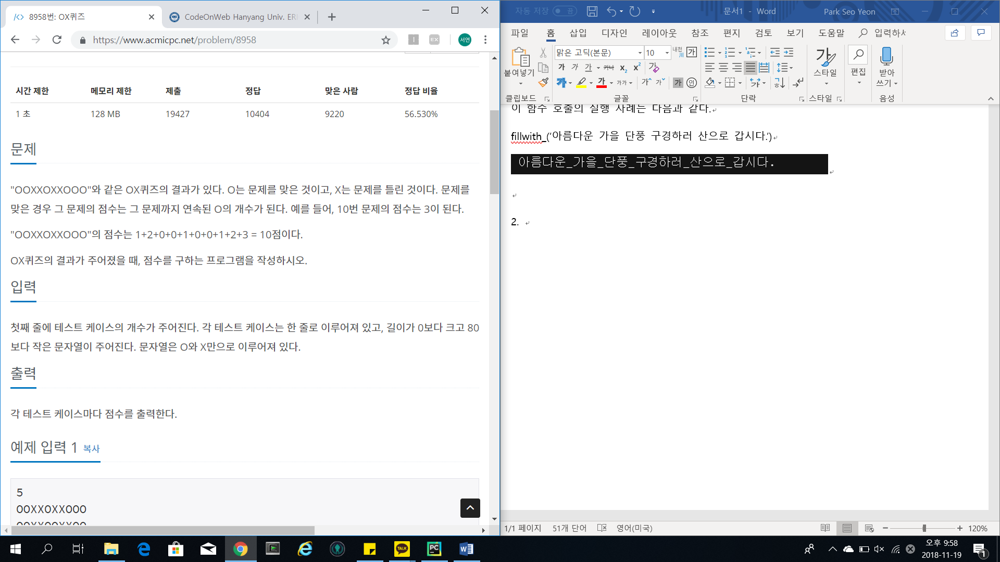 8958번: OX퀴즈
CodeOnWeb Hanyang Univ. ER
https://www.acmicpc.net/problem/8958
EX
서연
시간 제한 메모리 제한 제출 정답 맞은 사람 정답 비율
1 초 128 MB 19427 10404 9220 56.530%
문제
"OOXXOXXOOO"와 같은 OX퀴즈의 결과가 있다. O는 문제를 맞은 것이고, X는 문제를 틀린 것이다. 문제를
맞은 경우 그 문제의 점수는 그 문제까지 연속된 O의 개수가 된다. 예를 들어, 10번 문제의 점수는 3이 된다.
"OOXXOXXOOO"의 점수는 1+2+0+0+1+0+0+1+2+3 = 10점이다.
OX퀴즈의 결과가 주어졌을 때, 점수를 구하는 프로그램을 작성하시오.
입력
첫째 줄에 테스트 케이스의 개수가 주어진다. 각 테스트 케이스는 한 줄로 이루어져 있고, 길이가 0보다 크고 80
보다 작은 문자열이 주어진다. 문자열은 O와 X만으로 이루어져 있다.
출력
각 테스트 케이스마다 점수를 출력한다.
예제 입력 1 복사
5
OOXXOXXOOO
OOXXOOXXOO
자동 저장 끔 문서1 - Word Park Seo Yeon
파일 홈 삽입 디자인 레이아웃 참조 편지 검토 보기 도움말 입력하사
붙여넣기
맑은 고딕(본문) 10
스타일
편집
받아
쓰기
클립보드 글꼴 단락 스타일 음성
이 함수 호출의 실행 사례는 다음과 같다.
fillwith_(‘아름다운 가을 단풍 구경하러 산으로 갑시다.’)
아름다운_가을_단풍_구경하러_산으로_갑시다.
2.
1/1 페이지 51개 단어 영어(미국) 120%
TALK
PC
오후 9:58
2018-11-19
1